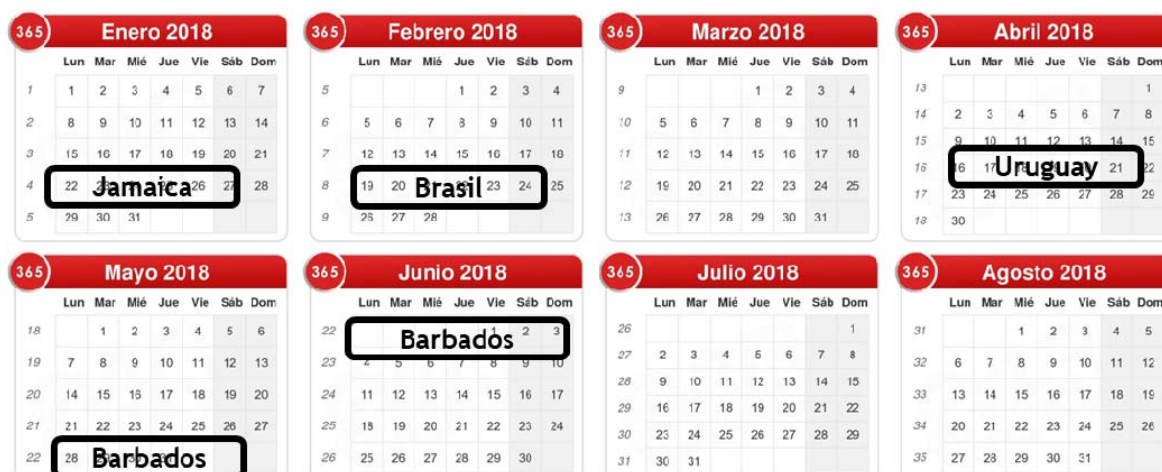 365 Enero 2018
Lun Mar Mié Jue Vie Sáb Dom
1 1 2 3 4 5 6 7
2 8 9 10 11 12 13 14
3 15 16 17 18 19 20 21
4 22 Jamaica 26 27 28
5 29 30 31
365 Febrero 2018
Lun Mar Mié Jue Vie Sáb Dom
5 1 2 3 4
6 5 6 7 8 9 10 11
7 12 13 14 15 16 17 18
8 19 20 Brasil 23 24 25
9 26 27 28
365 Marzo 2018
Lun Mar Mié Jue Vie Sáb Dom
9 1 2 3 4
10 5 6 7 8 9 10 11
11 12 13 14 15 16 17 18
12 19 20 21 22 23 24 25
13 26 27 28 29 30 31
365 Abril 2018
Lun Mar Mié Jue Vie Sáb Dom
13 1
14 2 3 4 5 6 7 8
15 9 10 11 12 13 14 15
16 16 17 Uruguay 21 22
17 23 24 25 26 27 28 29
18 30
365 Mayo 2018
Lun Mar Mié Jue Vie Sáb Dom
18 1 2 3 4 5 6
19 7 8 9 10 11 12 13
20 14 15 16 17 18 19 20
21 21 22 23 24 25 26 27
22 28 Barbados
365 Junio 2018
Lun Mar Mié Jue Vie Sáb Dom
22 Barbados 1 2 3
23 4 5 6 7 8 9 10
24 11 12 13 14 15 16 17
25 18 19 20 21 22 23 24
26 25 26 27 28 29 30
365 Julio 2018
Lun Mar Mié Jue Vie Sáb Dom
26 1
27 2 3 4 5 6 7 8
28 9 10 11 12 13 14 15
29 16 17 18 19 20 21 22
30 23 24 25 26 27 28 29
31 30 31
365 Agosto 2018
Lun Mar Mié Jue Vie Sáb Dom
31 1 2 3 4 5
32 6 7 8 9 10 11 12
33 13 14 15 16 17 18 19
34 20 21 22 23 24 25 26
35 27 28 29 30 31